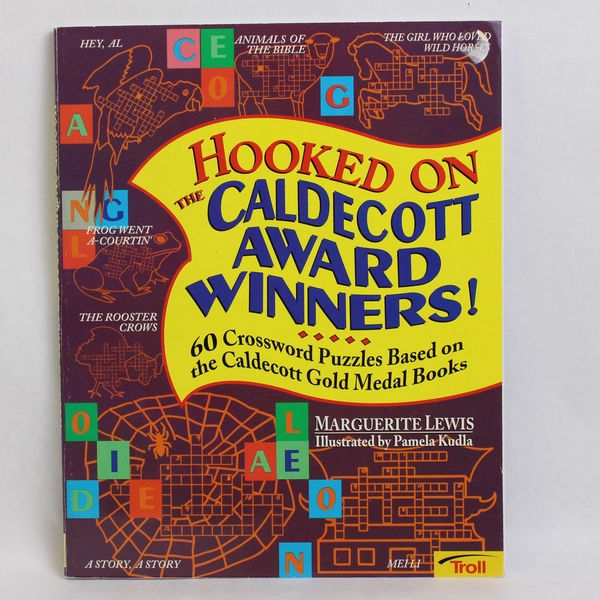 HEY, AL
C E
ANIMALS OF
THE BIBLE
THE GIRL WHO LOVED
WILD HORSES
O
G
A
HOOKED ON
THE CALDECOTT
AWARD
WINNERS!
N G
FROG WENT
A-COURTIN'
L
THE ROOSTER
CROWS
60 Crossword Puzzles Based on
the Caldecott Gold Medal Books
MARGUERITE LEWIS
Illustrated by Pamela Kudla
O
L
I
A E
D
E
O
N
A STORY, A STORY
MEI LI
Troll